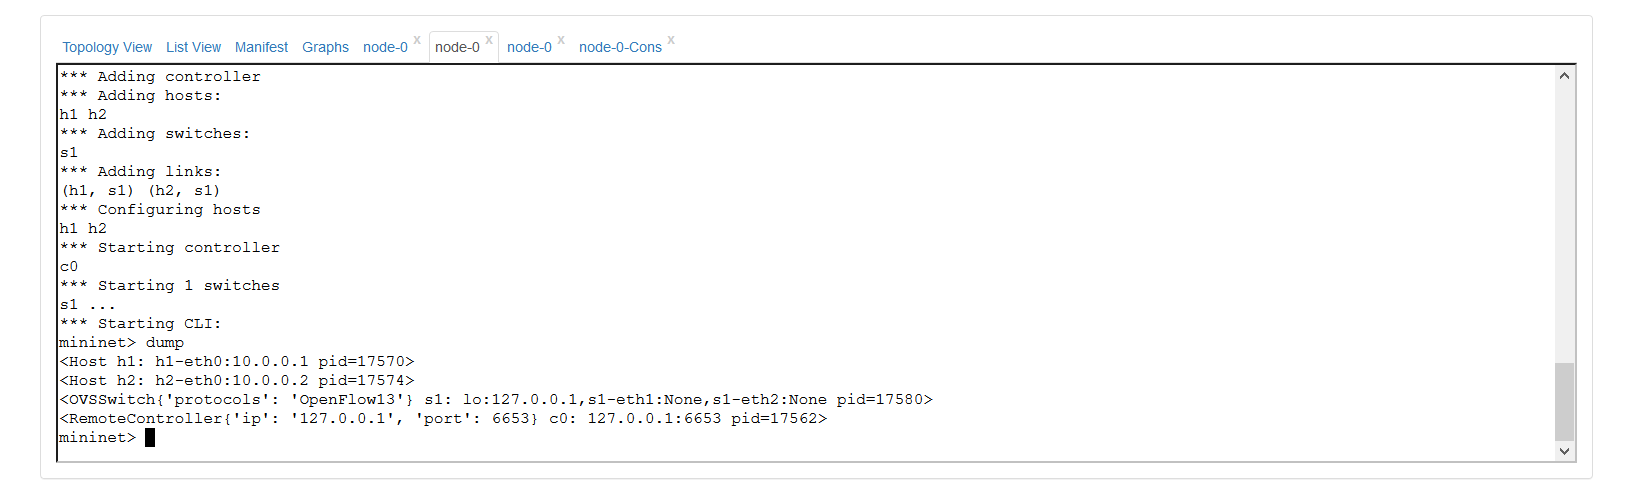 Topology View List View Manifest Graphs node-0 x node-0 x node-0 x node-0-Cons x
*** Adding controller
*** Adding hosts:
h1 h2
*** Adding switches:
s1
*** Adding links:
(h1, s1) (h2, s1)
*** Configuring hosts
h1 h2
*** Starting controller
c0
*** Starting 1 switches
s1 ...
*** Starting CLI:
mininet> dump
<Host h1: h1-eth0:10.0.0.1 pid=17570>
<Host h2: h2-eth0:10.0.0.2 pid=17574>
<OVSSwitch{'protocols': 'OpenFlow13'} s1: lo:127.0.0.1,s1-eth1:None,s1-eth2:None pid=17580>
<RemoteController{'ip': '127.0.0.1', 'port': 6653} c0: 127.0.0.1:6653 pid=17562>
mininet>